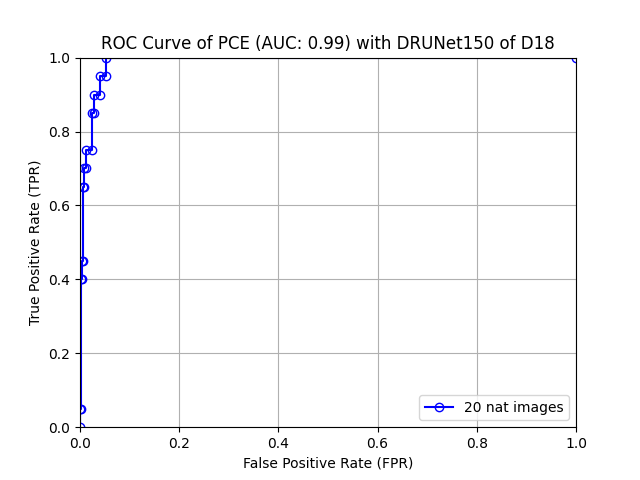 ROC Curve of PCE (AUC: 0.99) with DRUNet150 of D18
True Positive Rate (TPR)
1.0
0.8
0.6
0.4
0.2
0.0
20 nat images
0.0 0.2 0.4 0.6 0.8 1.0
False Positive Rate (FPR)